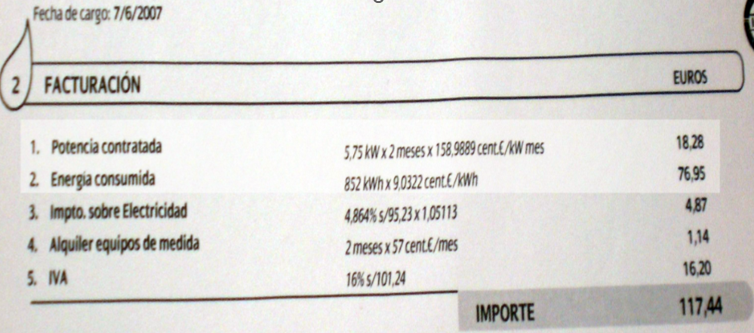 Fecha de cargo: 7/6/2007
2 FACTURACIÓN EUROS
1. Potencia contratada 5,75 kW x 2 meses x 158,9889 cent.£/kW mes 18,28
2. Energía consumida 852 kWh x 9,0322 cent.£/kWh 76,95
3. Impto. sobre Electricidad 4,864% s/95,23 x 1,05113 4,87
4. Alquiler equipos de medida 2 meses x 57 cent.£/mes 1,14
5. IVA 16% s/101,24 16,20
IMPORTE 117,44